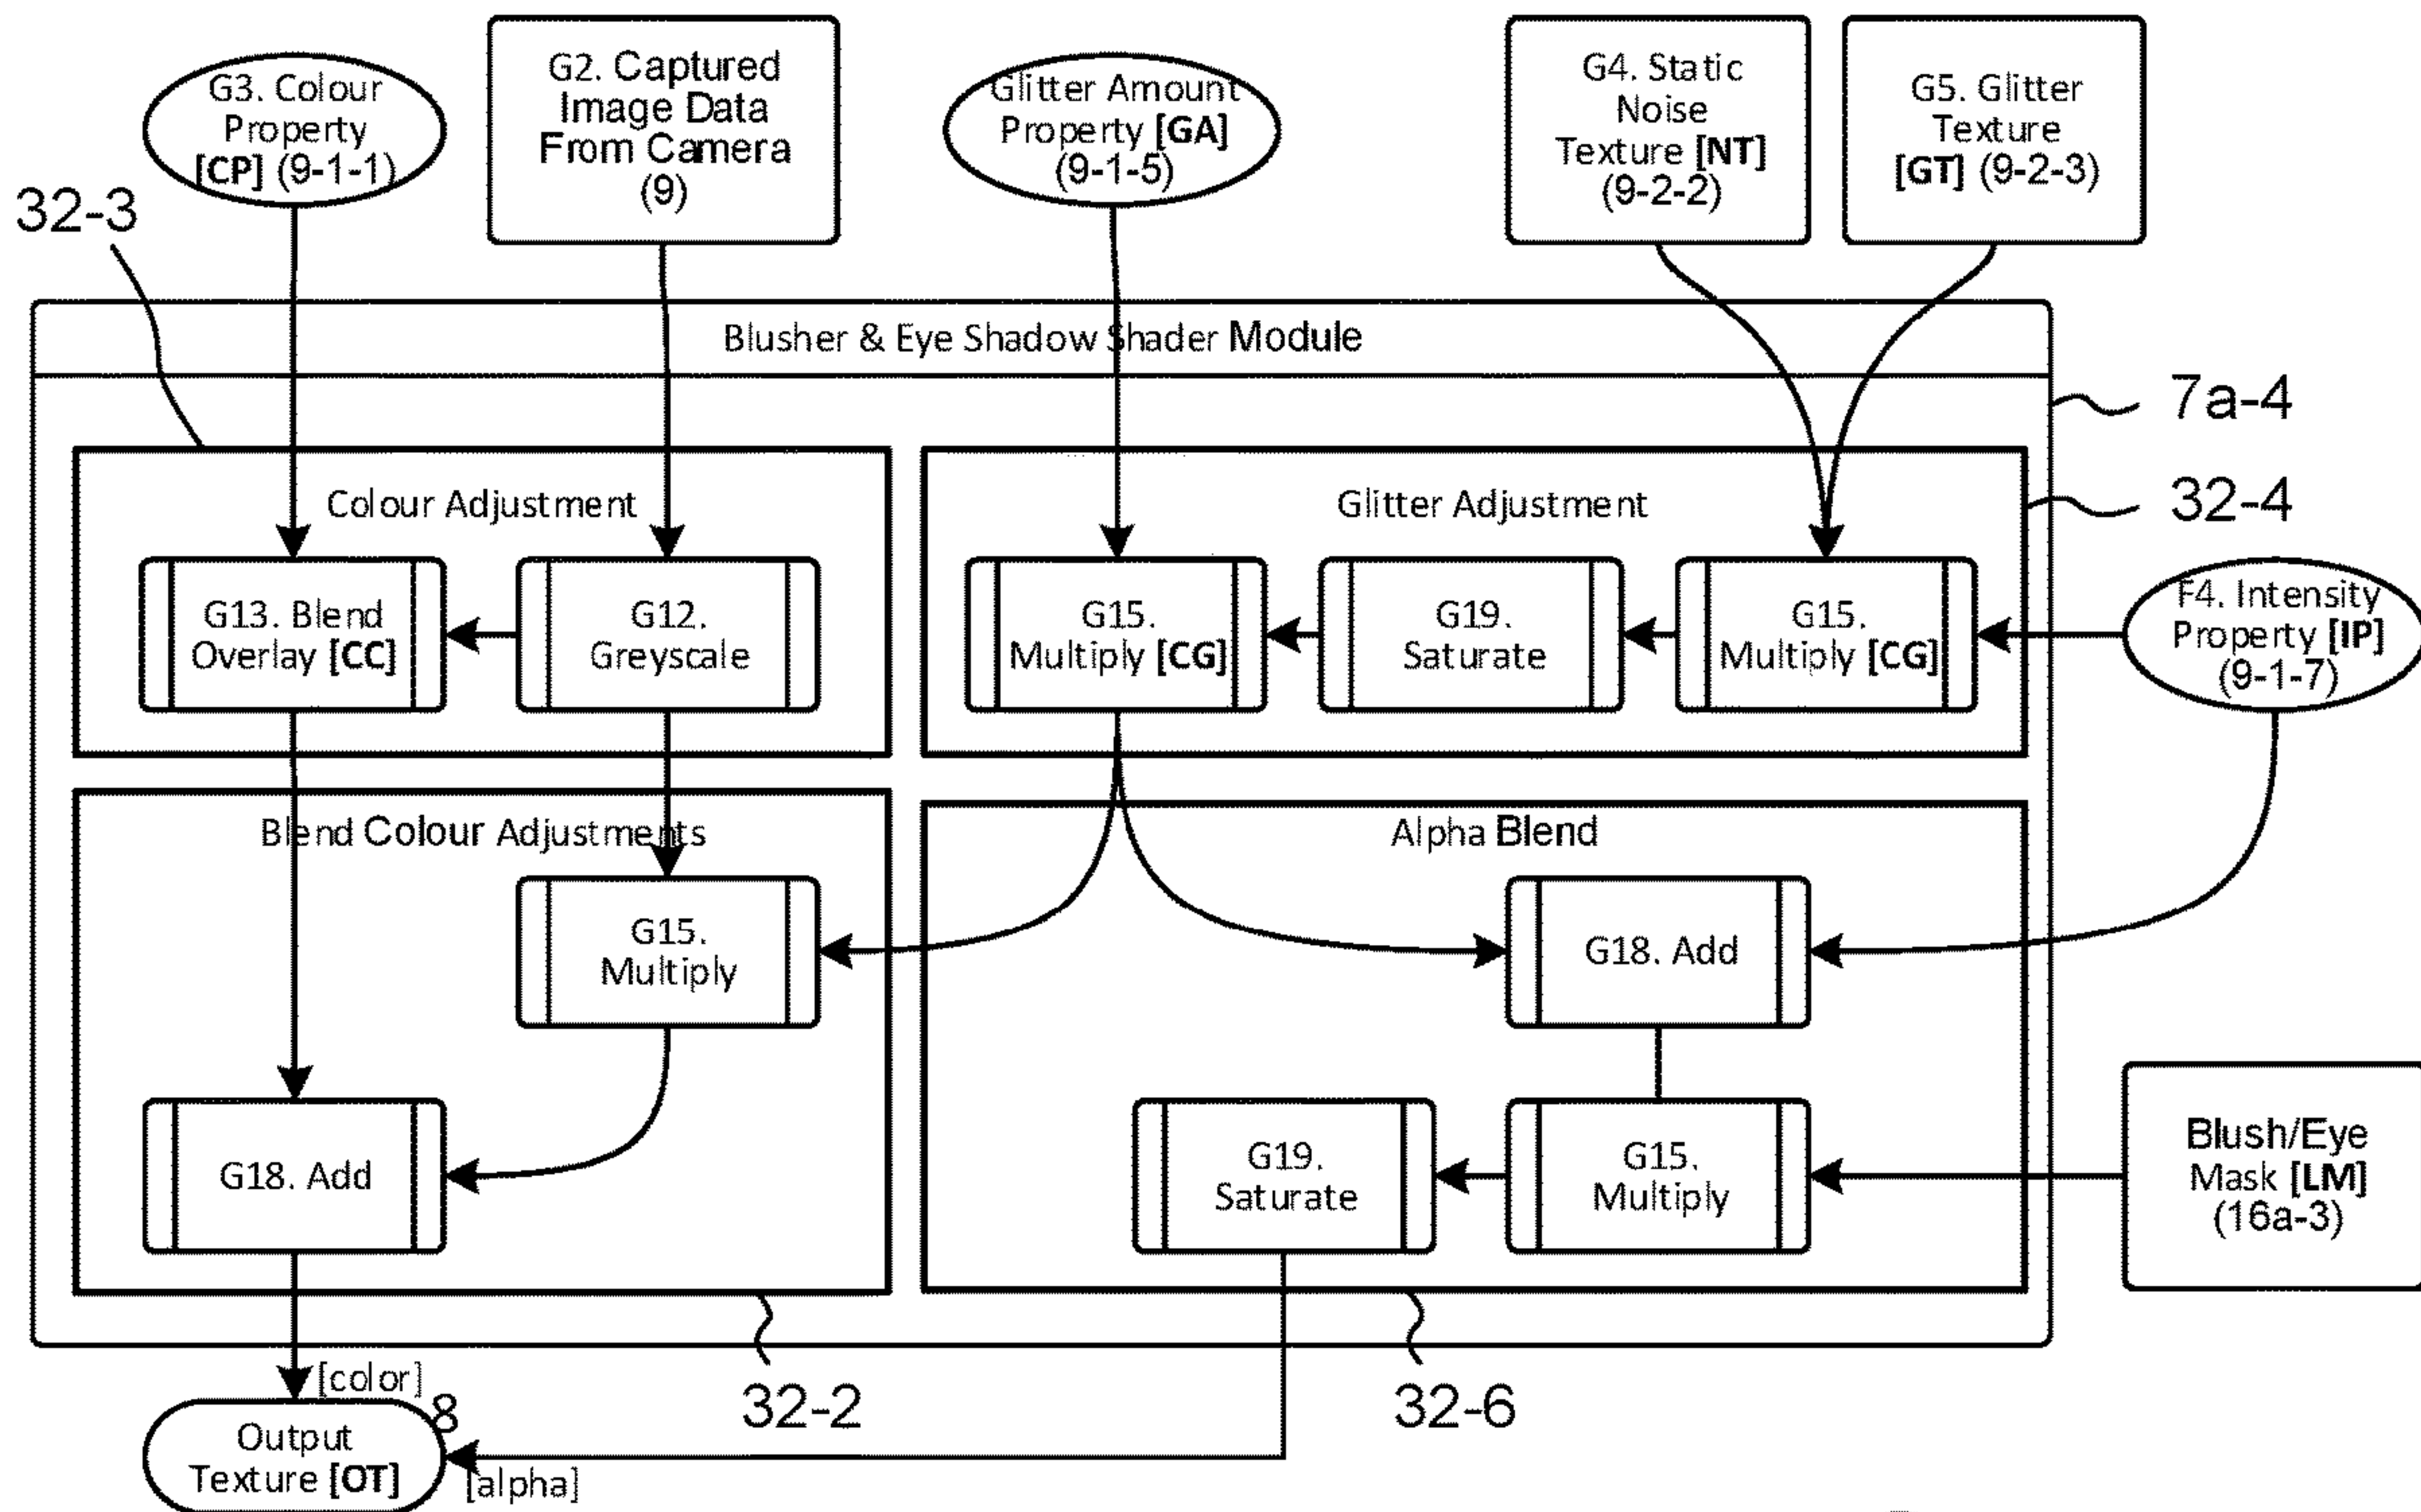 G3. Colour
Property
[CP] (9-1-1)
G2. Captured
Image Data
From Camera
(9)
Glitter Amount
Property [GA]
(9-1-5)
G4. Static
Noise
Texture [NT]
(9-2-2)
G5. Glitter
Texture
[GT] (9-2-3)
32-3
Blusher & Eye Shadow Shader Module
7a-4
Colour Adjustment
Glitter Adjustment
32-4
G13. Blend
Overlay [CC]
G12.
Greyscale
G15.
Multiply [CG]
G19.
Saturate
G15.
Multiply [CG]
F4. Intensity
Property [IP]
(9-1-7)
Blend Colour Adjustments
Alpha Blend
G15.
Multiply
G18. Add
G18. Add
G19.
Saturate
G15.
Multiply
Blush/Eye
Mask [LM]
(16a-3)
[color]
8
32-2
32-6
Output
Texture [OT]
[alpha]